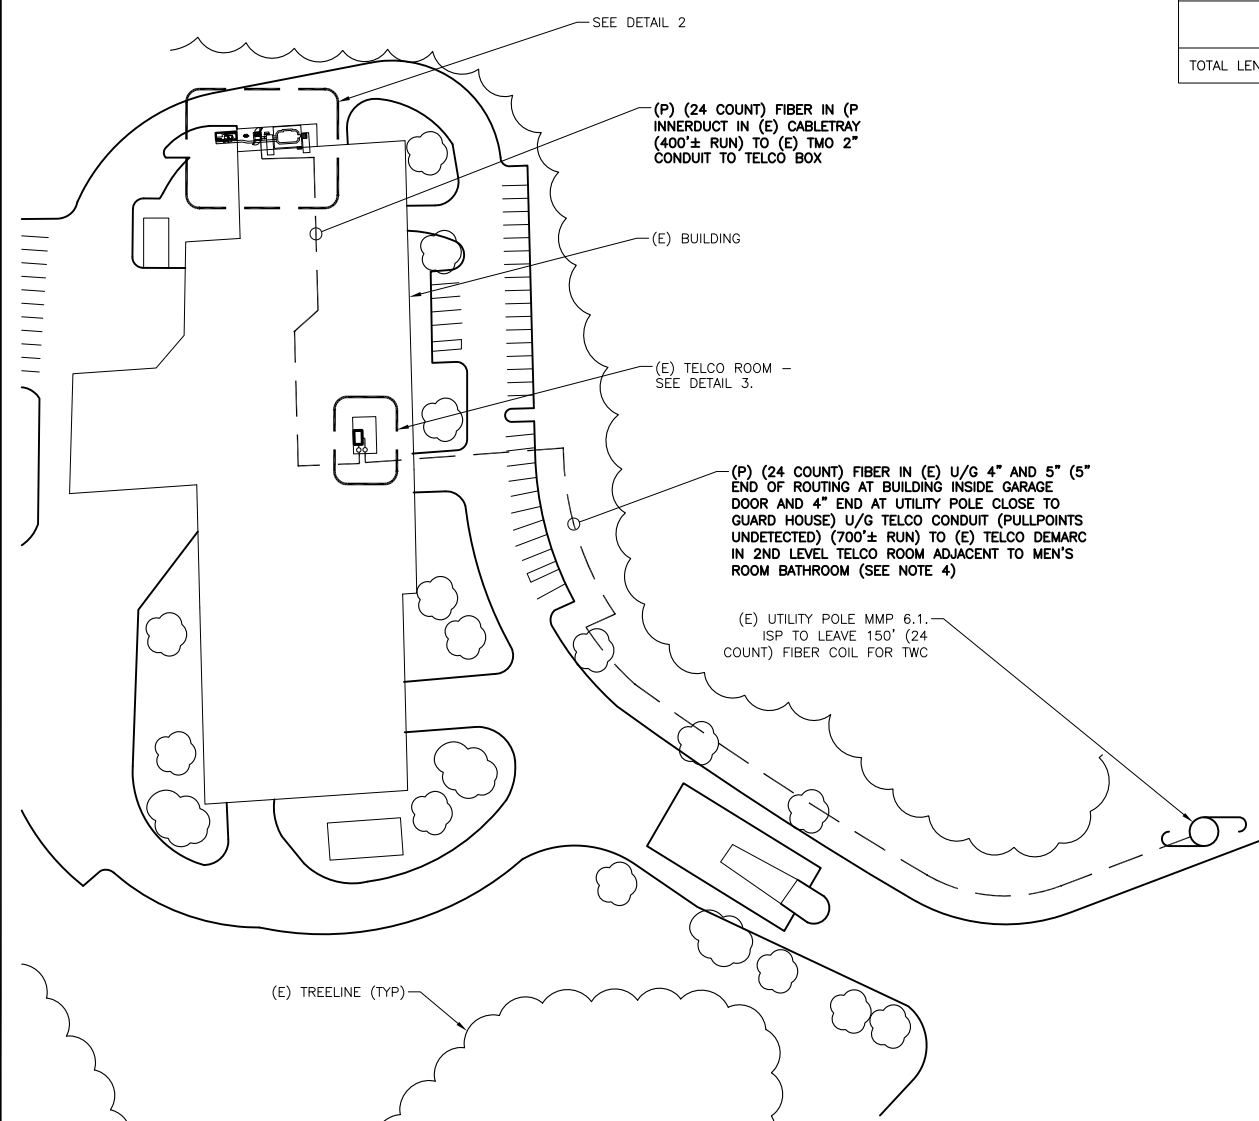 SEE DETAIL 2
TOTAL LEN
(P) (24 COUNT) FIBER IN (P
INNERDUCT IN (E) CABLETRAY
(400'± RUN) TO (E) TMO 2"
CONDUIT TO TELCO BOX
(E) BUILDING
(E) TELCO ROOM –
SEE DETAIL 3.
(P) (24 COUNT) FIBER IN (E) U/G 4" AND 5" (5"
END OF ROUTING AT BUILDING INSIDE GARAGE
DOOR AND 4" END AT UTILITY POLE CLOSE TO
GUARD HOUSE) U/G TELCO CONDUIT (PULLPOINTS
UNDETECTED) (700'± RUN) TO (E) TELCO DEMARC
IN 2ND LEVEL TELCO ROOM ADJACENT TO MEN'S
ROOM BATHROOM (SEE NOTE 4)
(E) UTILITY POLE MMP 6.1.
ISP TO LEAVE 150' (24
COUNT) FIBER COIL FOR TWC
(E) TREELINE (TYP)